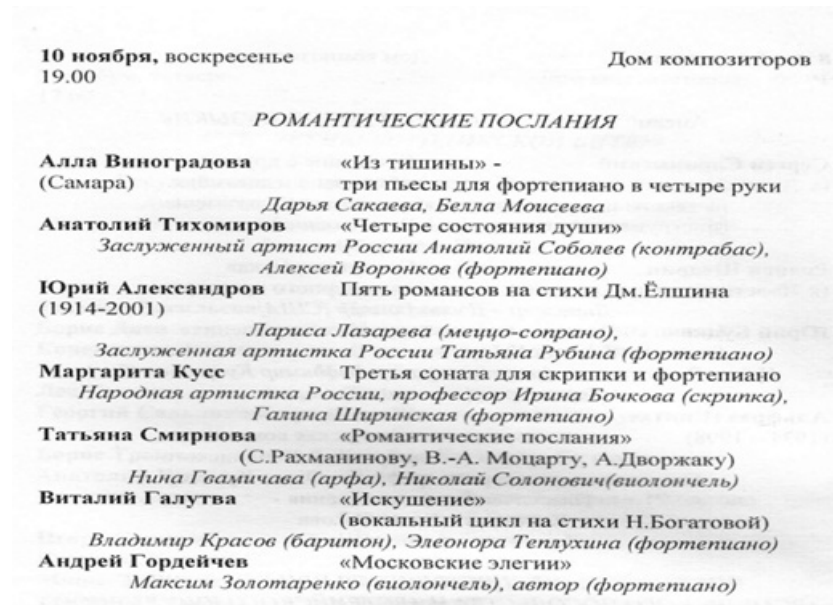 10 ноября, воскресенье Дом композиторов
19.00
РОМАНТИЧЕСКИЕ ПОСЛАНИЯ
Алла Виноградова «Из тишины» -
(Самара) три пьесы для фортепиано в четыре руки
Дарья Сакаева, Белла Моисеева
Анатолий Тихомиров «Четыре состояния души»
Заслуженный артист России Анатолий Соболев (контрабас),
Алексей Воронков (фортепиано)
Юрий Александров Пять романсов на стихи Дм.Ёлшина
(1914-2001)
Лариса Лазарева (меццо-сопрано),
Заслуженная артистка России Татьяна Рубина (фортепиано)
Маргарита Кусс Третья соната для скрипки и фортепиано
Народная артистка России, профессор Ирина Бочкова (скрипка),
Галина Ширинская (фортепиано)
Татьяна Смирнова «Романтические послания»
(С.Рахманинову, В.-А. Моцарту, А.Дворжаку)
Нина Гвамичава (арфа), Николай Солонович(виолончель)
Виталий Галутва «Искушение»
(вокальный цикл на стихи Н.Богатовой)
Владимир Красов (баритон), Элеонора Теплухина (фортепиано)
Андрей Гордейчев «Московские элегии»
Максим Золотаренко (виолончель), автор (фортепиано)